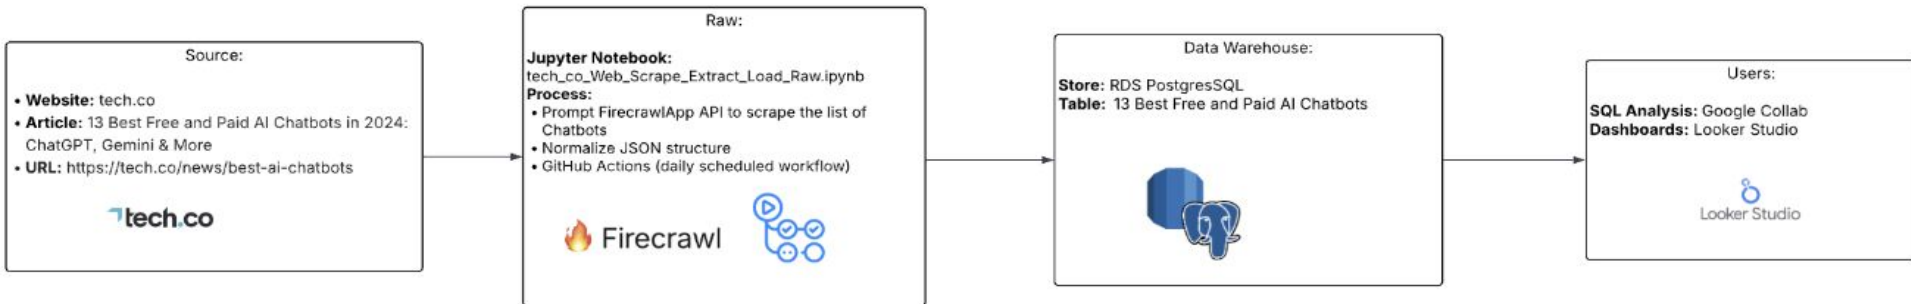 Source:
• Website: tech.co
• Article: 13 Best Free and Paid AI Chatbots in 2024:
ChatGPT, Gemini & More
• URL: https://tech.co/news/best-ai-chatbots
tech.co
Raw:
Jupyter Notebook:
tech_co_Web_Scrape_Extract_Load_Raw.ipynb
Process:
• Prompt FirecrawlApp API to scrape the list of
Chatbots
• Normalize JSON structure
• GitHub Actions (daily scheduled workflow)
Firecrawl
Data Warehouse:
Store: RDS PostgresSQL
Table: 13 Best Free and Paid AI Chatbots
Users:
SQL Analysis: Google Collab
Dashboards: Looker Studio
Looker Studio